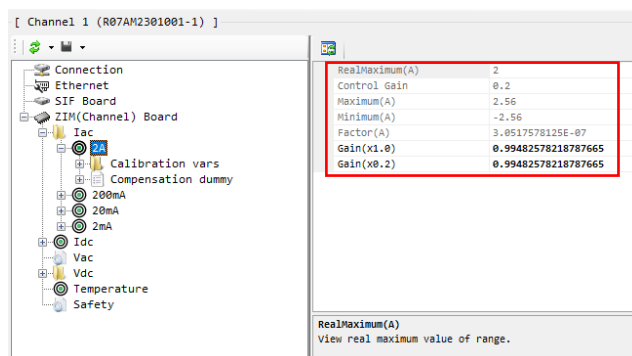 [ Channel 1 (R07AM2301001-1) ]
Connection
Ethernet
SIF Board
ZIM(Channel) Board
Iac
2A
Calibration vars
Compensation dummy
200mA
20mA
2mA
Idc
Vac
Vdc
Temperature
Safety
RealMaximum(A) 2
Control Gain 0.2
Maximum(A) 2.56
Minimum(A) -2.56
Factor(A) 3.0517578125E-07
Gain(x1.0) 0.99482578218787665
Gain(x0.2) 0.99482578218787665
RealMaximum(A)
View real maximum value of range.